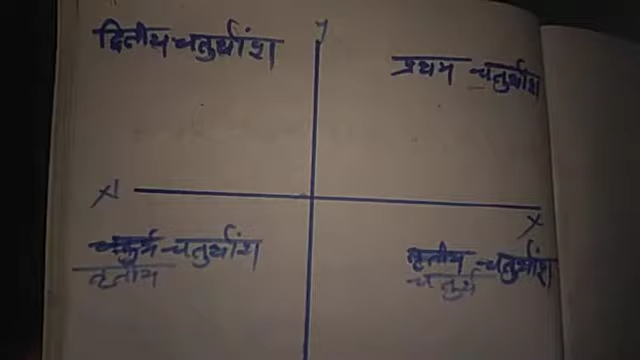 Y
द्वितीय चतुर्थांश
प्रथम चतुर्थांश
X'
X
चतुर्थ चतुर्थांश
तृतीय
तृतीय चतुर्थांश
चतुर्थ